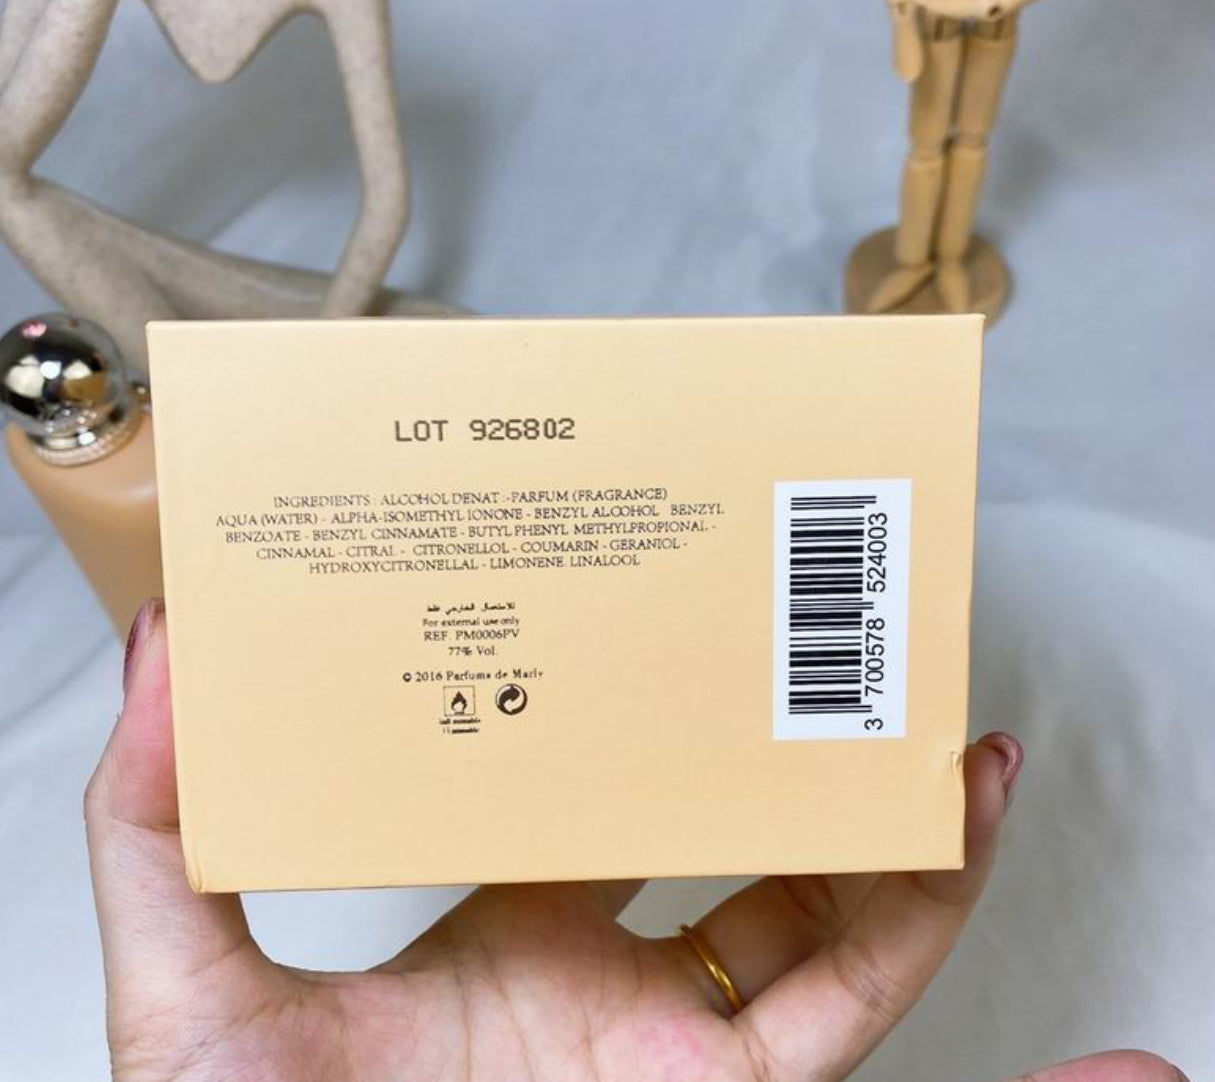 LOT 926802
INGREDIENTS : ALCOHOL DENAT :-PARFUM (FRAGRANCE)
AQUA (WATER) - ALPHA-ISOMETHYL IONONE - BENZYL ALCOHOL BENZYL
BENZOATE - BENZYL CINNAMATE - BUTYL PHENYL METHYLPROPIONAL -
CINNAMAL - CITRAL - CITRONELLOL - COUMARIN - GERANIOL -
HYDROXYCITRONELLAL - LIMONENE. LINALOOL
للاستعمال الخارجي فقط
For external use only
REF. PM0006PV
77% Vol.
© 2016 Parfums de Marly
3 700578 524003